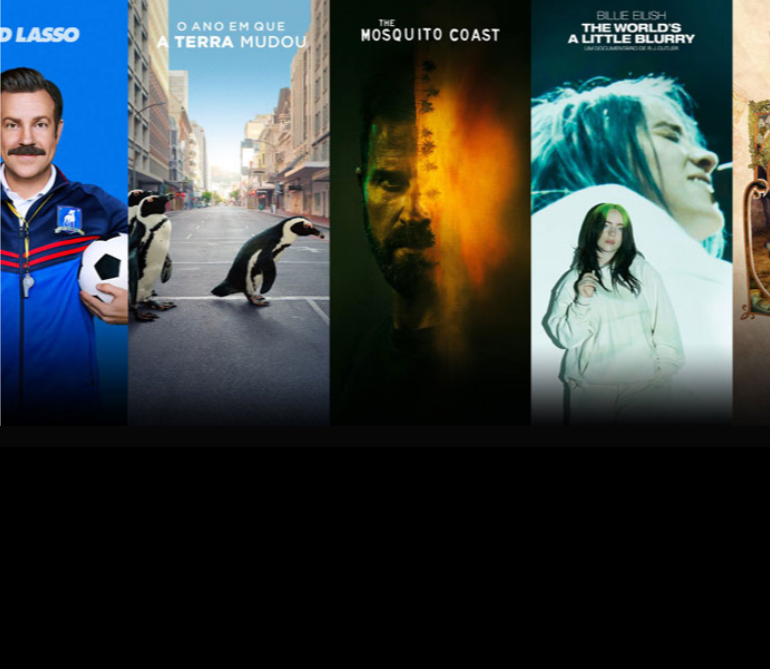 D LASSO
O ANO EM QUE
A TERRA MUDOU
THE
MOSQUITO COAST
BILLIE EILISH
THE WORLD'S
A LITTLE BLURRY
UM DOCUMENTÁRIO DE R.J. CUTLER